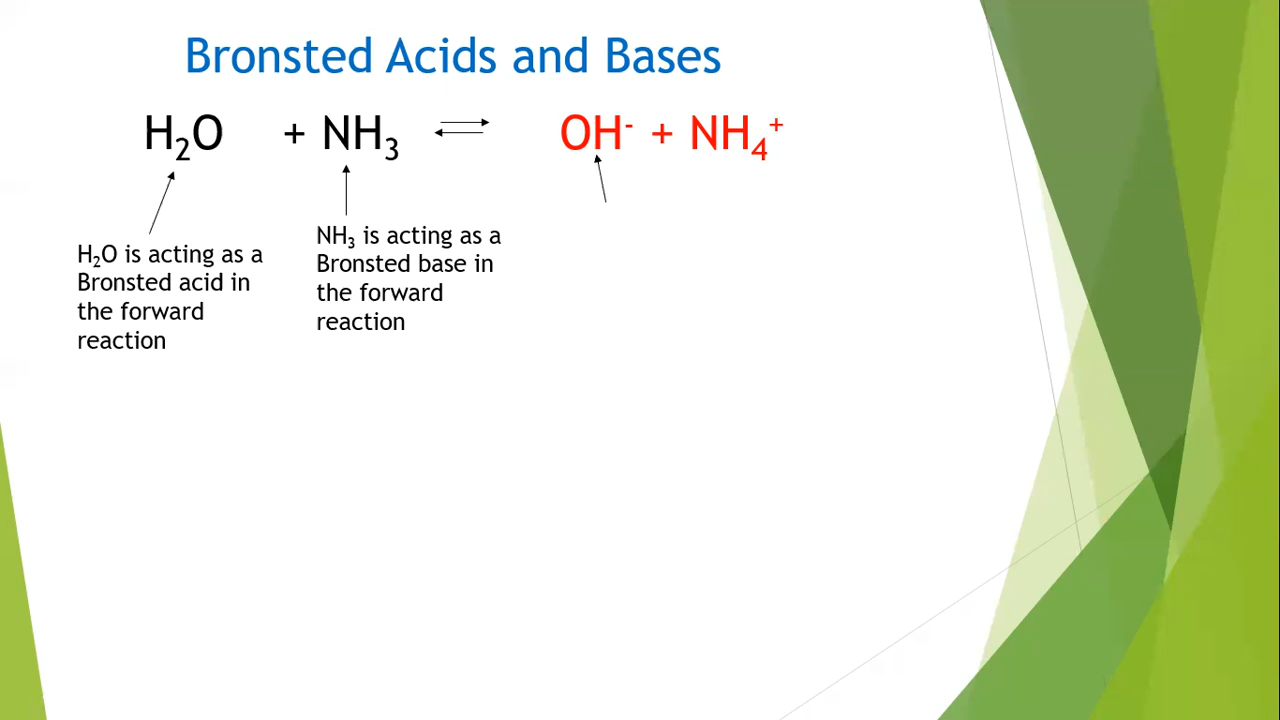 Bronsted Acids and Bases
H₂O + NH₃ ⇌ OH⁻ + NH₄⁺
H₂O is acting as a
Bronsted acid in
the forward
reaction
NH₃ is acting as a
Bronsted base in
the forward
reaction